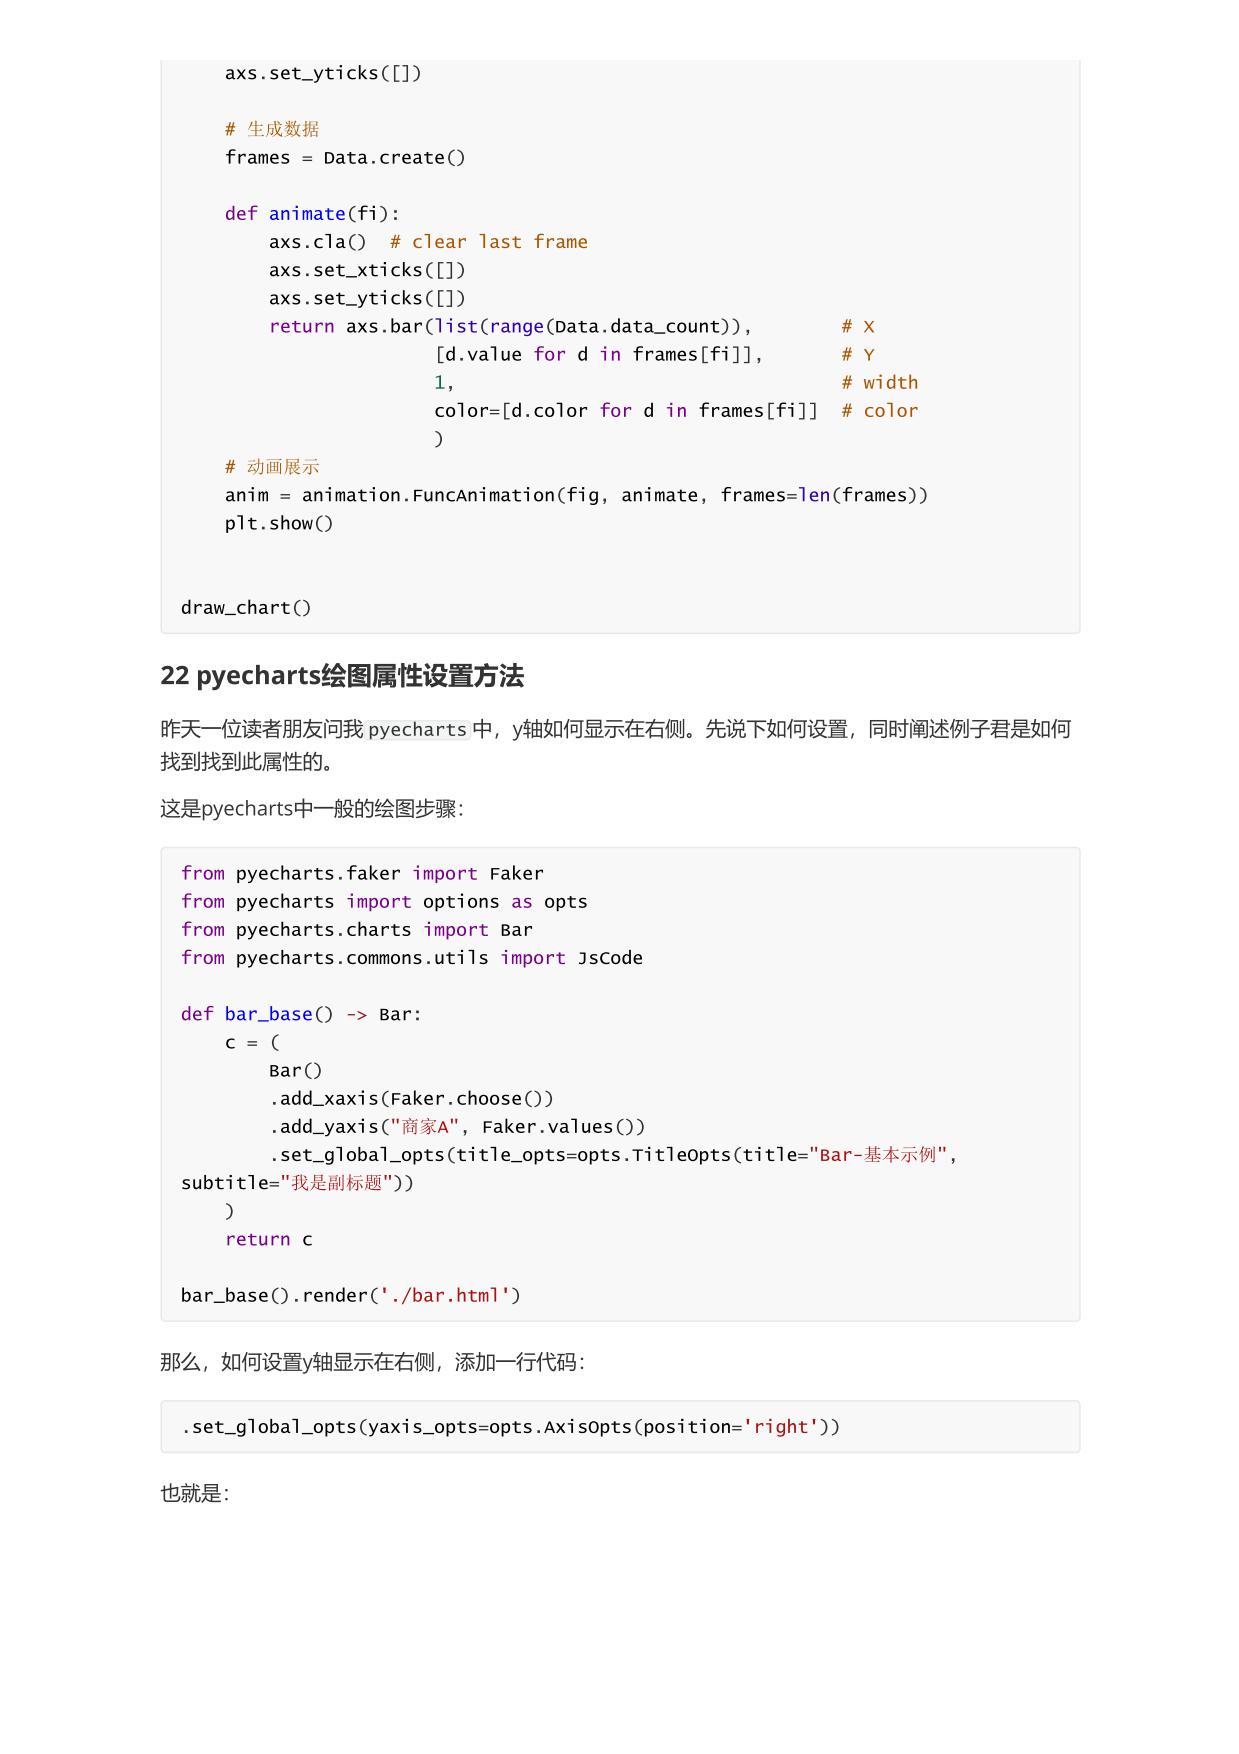 axs.set_yticks([])

    # 生成数据
    frames = Data.create()

    def animate(fi):
        axs.cla()  # clear last frame
        axs.set_xticks([])
        axs.set_yticks([])
        return axs.bar(list(range(Data.data_count)),        # X
                       [d.value for d in frames[fi]],       # Y
                       1,                                   # width
                       color=[d.color for d in frames[fi]]  # color
                       )
    # 动画展示
    anim = animation.FuncAnimation(fig, animate, frames=len(frames))
    plt.show()


draw_chart()
22 pyecharts绘图属性设置方法
昨天一位读者朋友问我pyecharts中，y轴如何显示在右侧。先说下如何设置，同时阐述例子君是如何
找到找到此属性的。
这是pyecharts中一般的绘图步骤：
from pyecharts.faker import Faker
from pyecharts import options as opts
from pyecharts.charts import Bar
from pyecharts.commons.utils import JsCode

def bar_base() -> Bar:
    c = (
        Bar()
        .add_xaxis(Faker.choose())
        .add_yaxis("商家A", Faker.values())
        .set_global_opts(title_opts=opts.TitleOpts(title="Bar-基本示例",
subtitle="我是副标题"))
    )
    return c

bar_base().render('./bar.html')
那么，如何设置y轴显示在右侧，添加一行代码：
.set_global_opts(yaxis_opts=opts.AxisOpts(position='right'))
也就是：